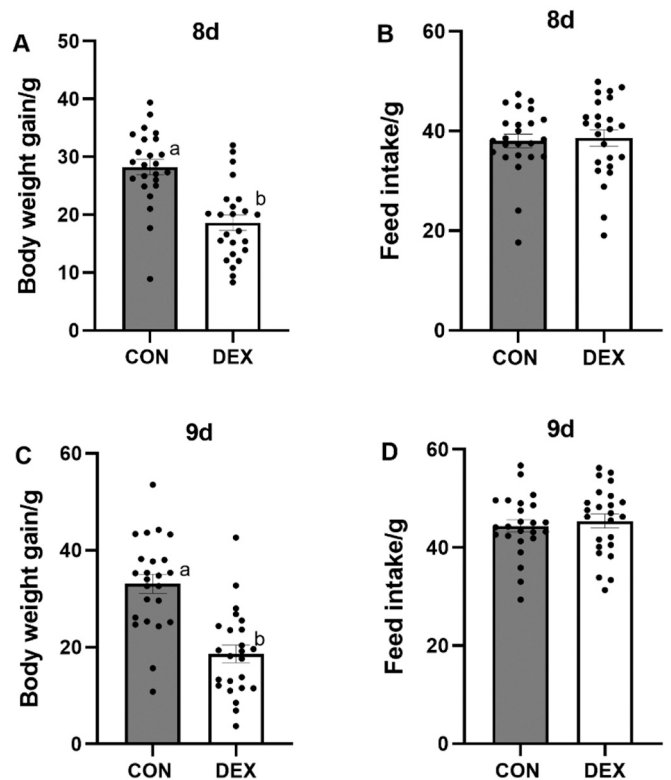 A
8d
Body weight gain/g
50
40
30
20
10
0
a
b
CON
DEX
B
8d
Feed intake/g
60
40
20
0
CON
DEX
C
9d
Body weight gain/g
60
40
20
0
a
b
CON
DEX
D
9d
Feed intake/g
60
40
20
0
CON
DEX